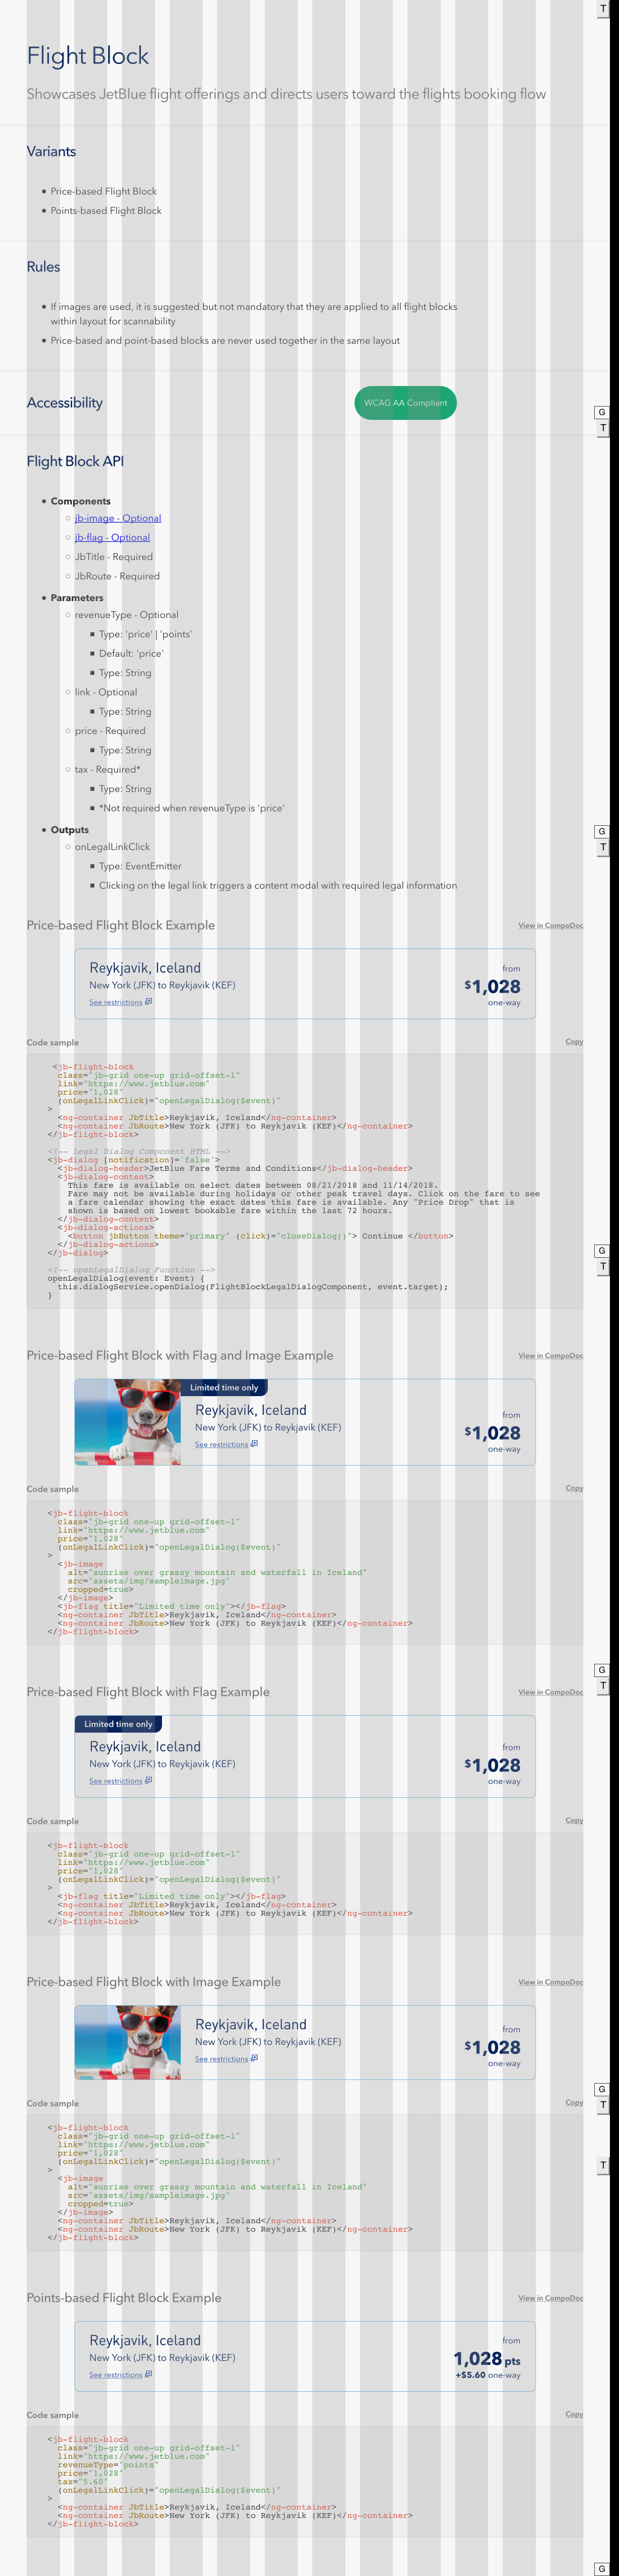 T
Flight Block
Showcases JetBlue flight offerings and directs users toward the flights booking flow
Variants
Price-based Flight Block
Points-based Flight Block
Rules
If images are used, it is suggested but not mandatory that they are applied to all flight blocks
within layout for scannability
Price-based and point-based blocks are never used together in the same layout
Accessibility
WCAG AA Compliant
G
T
Flight Block API
Components
jb-image - Optional
jb-flag - Optional
JbTitle - Required
JbRoute - Required
Parameters
revenueType - Optional
Type: 'price' | 'points'
Default: 'price'
Type: String
link - Optional
Type: String
price - Required
Type: String
tax - Required*
Type: String
*Not required when revenueType is 'price'
Outputs
G
T
onLegalLinkClick
Type: EventEmitter
Clicking on the legal link triggers a content modal with required legal information
Price-based Flight Block Example
View in CompoDoc
Reykjavik, Iceland
New York (JFK) to Reykjavik (KEF)
See restrictions
from
$1,028
one-way
Code sample
Copy
<jb-flight-block
class="jb-grid one-up grid-offset-l"
link="https://www.jetblue.com"
price="1,028"
(onLegalLinkClick)="openLegalDialog($event)"
>
<ng-container JbTitle>Reykjavik, Iceland</ng-container>
<ng-container JbRoute>New York (JFK) to Reykjavik (KEF)</ng-container>
</jb-flight-block>
<!-- Legal Dialog Component HTML -->
<jb-dialog [notification]='false'>
<jb-dialog-header>JetBlue Fare Terms and Conditions</jb-dialog-header>
<jb-dialog-content>
This fare is available on select dates between 08/21/2018 and 11/14/2018.
Fare may not be available during holidays or other peak travel days. Click on the fare to see
a fare calendar showing the exact dates the fare is available. Any "Price Drop" that is
shown is based on lowest bookable fare within the last 72 hours.
</jb-dialog-content>
<jb-dialog-actions>
<button jbButton theme="primary" (click)="closeDialog()"> Continue </button>
</jb-dialog-actions>
</jb-dialog>
G
T
<!-- openLegalDialog Function -->
openLegalDialog(event: Event) {
this.dialogService.openDialog(FlightBlockLegalDialogComponent, event.target);
}
Price-based Flight Block with Flag and Image Example
View in CompoDoc
Limited time only
Reykjavik, Iceland
New York (JFK) to Reykjavik (KEF)
See restrictions
from
$1,028
one-way
Code sample
Copy
<jb-flight-block
class="jb-grid one-up grid-offset-l"
link="https://www.jetblue.com"
price="1,028"
(onLegalLinkClick)="openLegalDialog($event)"
>
<jb-image
alt="sunrise over grassy mountain and waterfall in Iceland"
src="assets/img/sampleimage.jpg"
cropped=true>
</jb-image>
<jb-flag title="Limited time only"></jb-flag>
<ng-container JbTitle>Reykjavik, Iceland</ng-container>
<ng-container JbRoute>New York (JFK) to Reykjavik (KEF)</ng-container>
</jb-flight-block>
G
T
Price-based Flight Block with Flag Example
View in CompoDoc
Limited time only
Reykjavik, Iceland
New York (JFK) to Reykjavik (KEF)
See restrictions
from
$1,028
one-way
Code sample
Copy
<jb-flight-block
class="jb-grid one-up grid-offset-l"
link="https://www.jetblue.com"
price="1,028"
(onLegalLinkClick)="openLegalDialog($event)"
>
<jb-flag title="Limited time only"></jb-flag>
<ng-container JbTitle>Reykjavik, Iceland</ng-container>
<ng-container JbRoute>New York (JFK) to Reykjavik (KEF)</ng-container>
</jb-flight-block>
Price-based Flight Block with Image Example
View in CompoDoc
Reykjavik, Iceland
New York (JFK) to Reykjavik (KEF)
See restrictions
from
$1,028
one-way
G
T
Code sample
Copy
<jb-flight-block
class="jb-grid one-up grid-offset-l"
link="https://www.jetblue.com"
price="1,028"
(onLegalLinkClick)="openLegalDialog($event)"
>
T
<jb-image
alt="sunrise over grassy mountain and waterfall in Iceland"
src="assets/img/sampleimage.jpg"
cropped=true>
</jb-image>
<ng-container JbTitle>Reykjavik, Iceland</ng-container>
<ng-container JbRoute>New York (JFK) to Reykjavik (KEF)</ng-container>
</jb-flight-block>
Points-based Flight Block Example
View in CompoDoc
Reykjavik, Iceland
New York (JFK) to Reykjavik (KEF)
See restrictions
from
1,028 pts
+$5.60 one-way
Code sample
Copy
<jb-flight-block
class="jb-grid one-up grid-offset-l"
link="https://www.jetblue.com"
revenueType="points"
price="1,028"
tax="5.60"
(onLegalLinkClick)="openLegalDialog($event)"
>
<ng-container JbTitle>Reykjavik, Iceland</ng-container>
<ng-container JbRoute>New York (JFK) to Reykjavik (KEF)</ng-container>
</jb-flight-block>
G